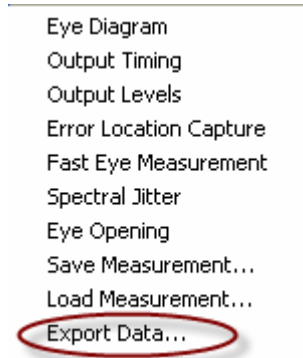 Eye Diagram
Output Timing
Output Levels
Error Location Capture
Fast Eye Measurement
Spectral Jitter
Eye Opening
Save Measurement...
Load Measurement...
Export Data...